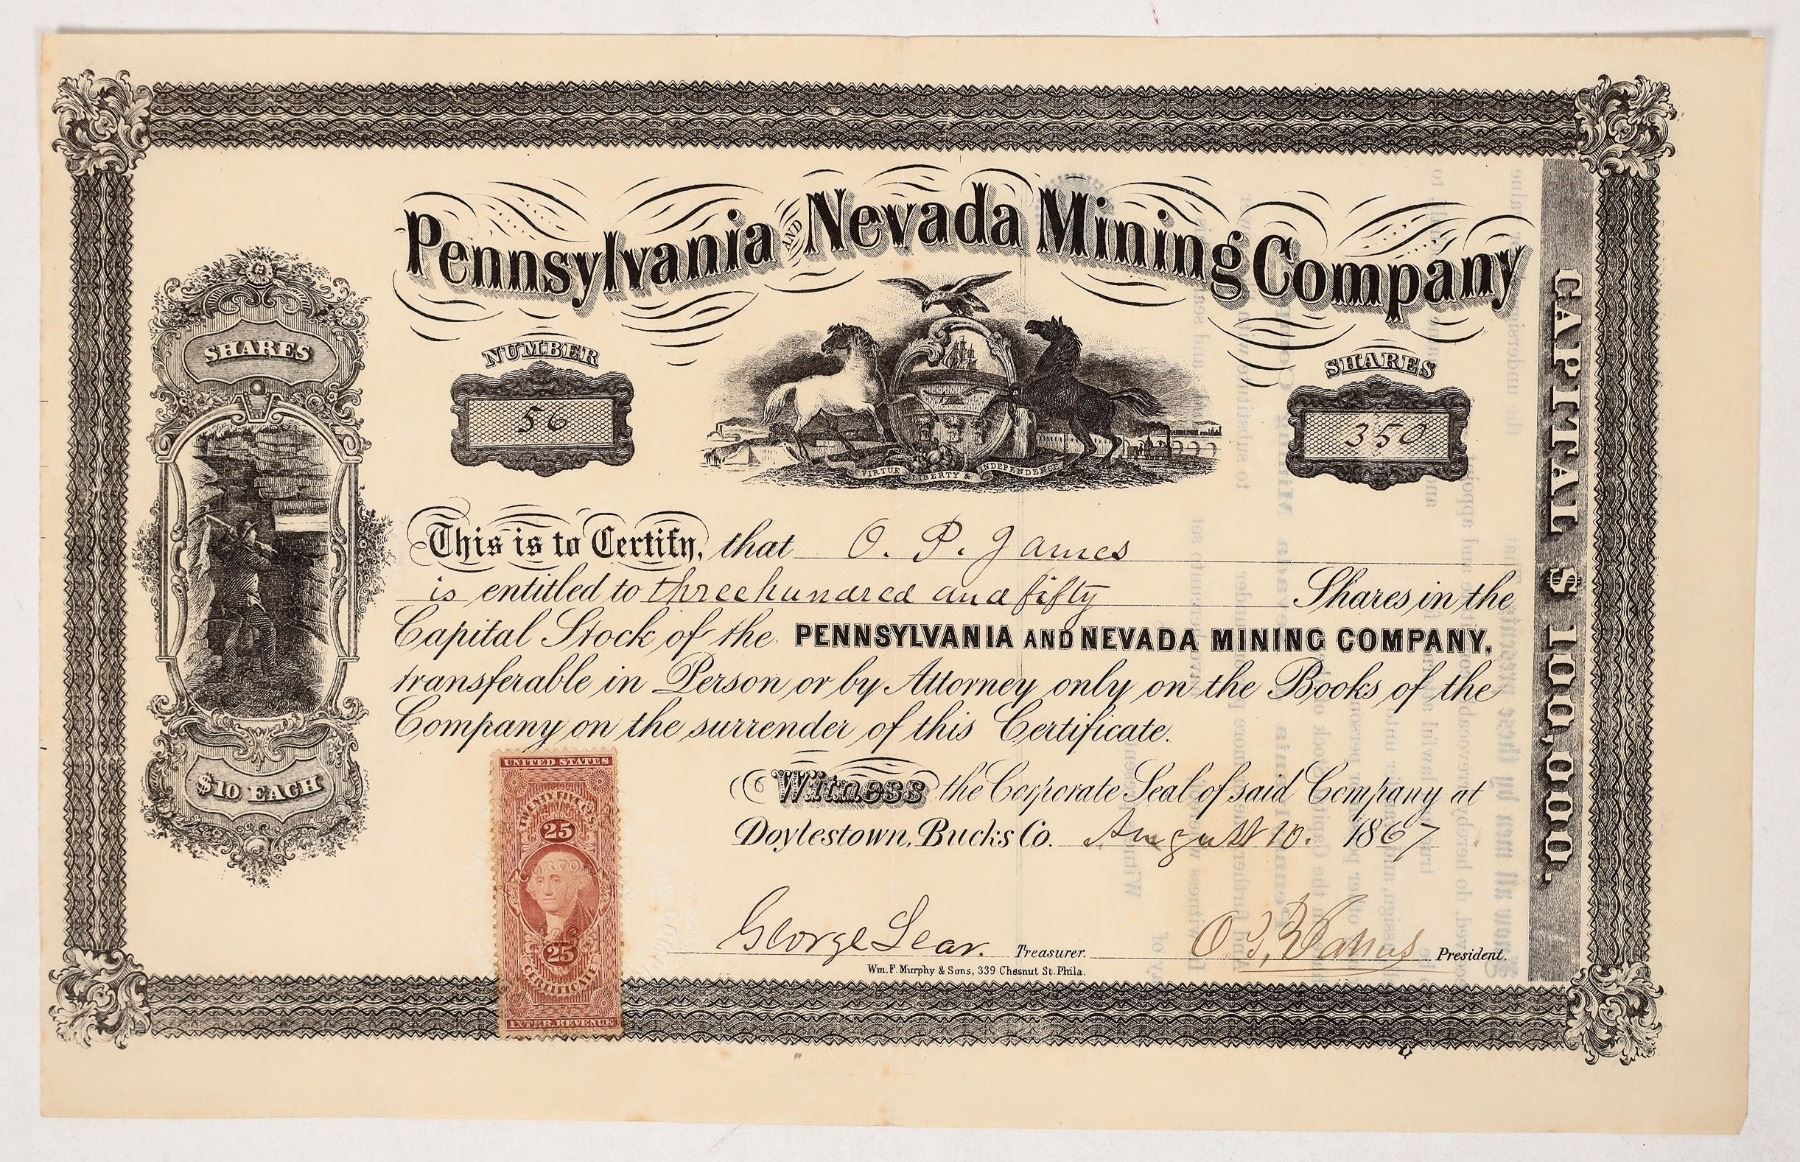 Pennsylvania AND Nevada Mining Company
NUMBER
56
SHARES
350
VIRTUE LIBERTY & INDEPENDENCE
SHARES
$10 EACH
CAPITAL $100,000.
This is to Certify, that O. P. James
is entitled to three hundred and fifty Shares in the
Capital Stock of the PENNSYLVANIA AND NEVADA MINING COMPANY,
transferable in Person or by Attorney only on the Books of the
Company on the surrender of this Certificate.
Witness the Corporate Seal of said Company at
Doylestown, Bucks Co. August 10. 1867
George Lear. Treasurer. President.
Wm. F. Murphy & Sons, 339 Chesnut St. Phila.
UNITED STATES
TWENTY FIVE C'S
25
25
CERTIFICATE
INTER. REVENUE